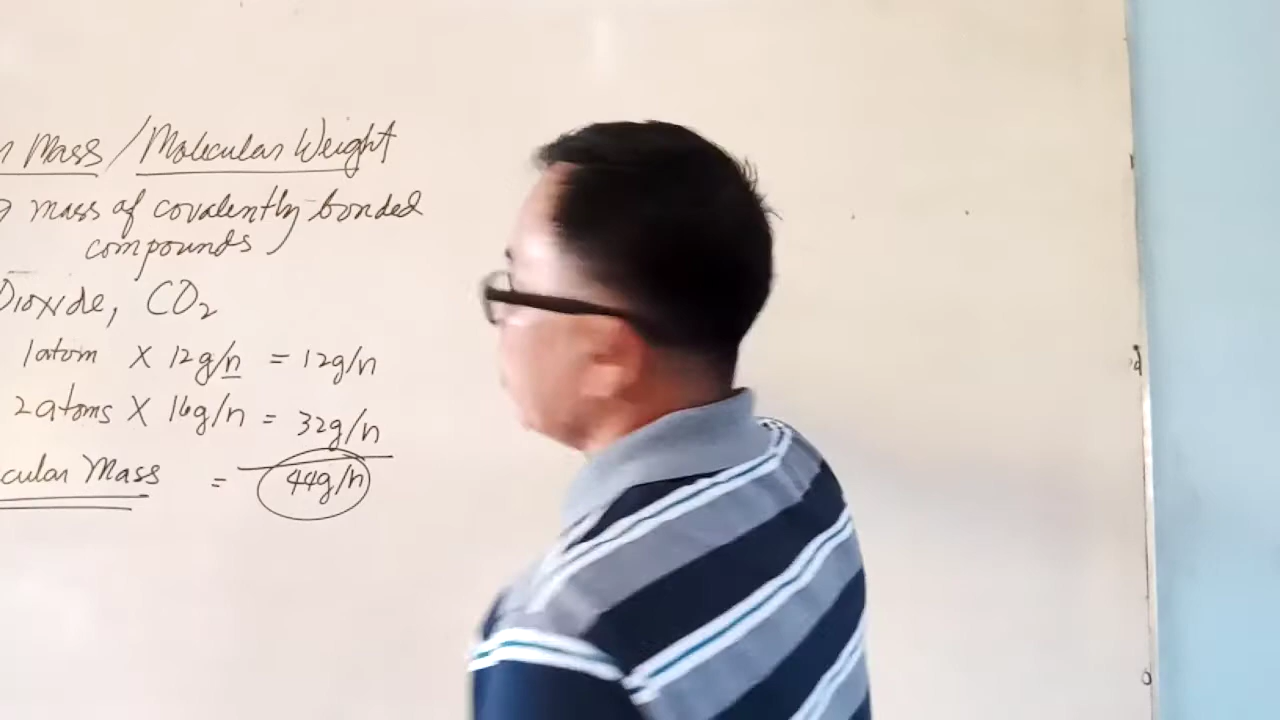 Mass / Molecular Weight
mass of covalently bonded
compounds
Dioxide, CO₂
1 atom X 12g/n = 12g/n
2 atoms X 16g/n = 32g/n
cular Mass = 44g/n